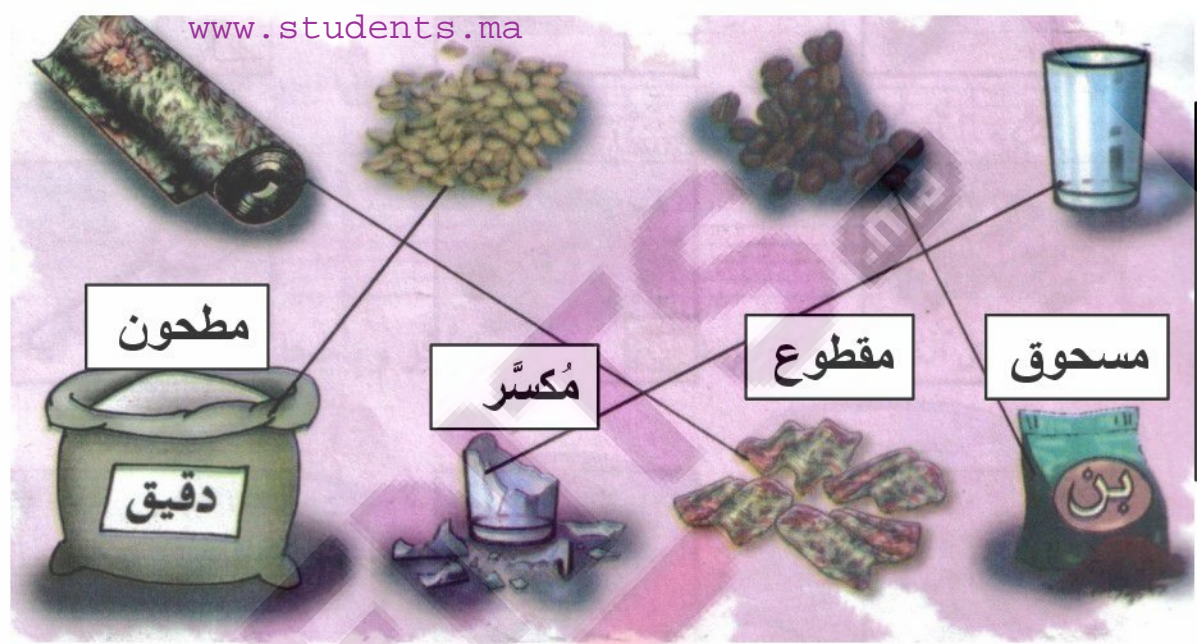 www.students.ma
مسحوق
مقطوع
مُكسَّر
مطحون
بن
دقيق